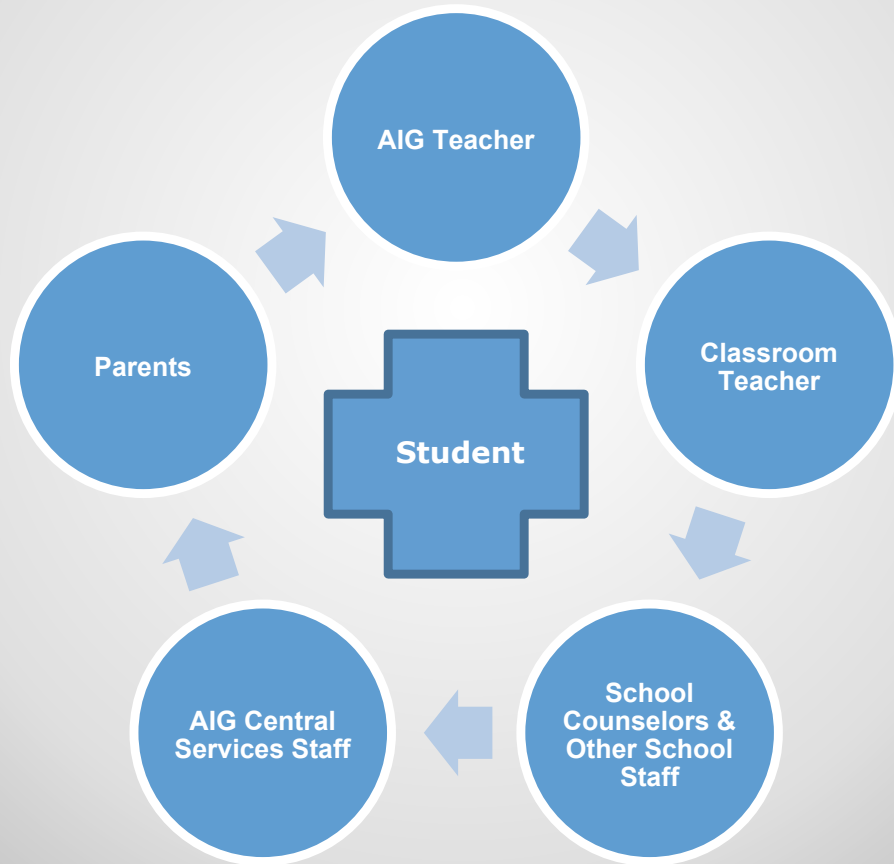 AIG Teacher
Classroom
Teacher
Parents
Student
School
Counselors &
Other School
Staff
AIG Central
Services Staff